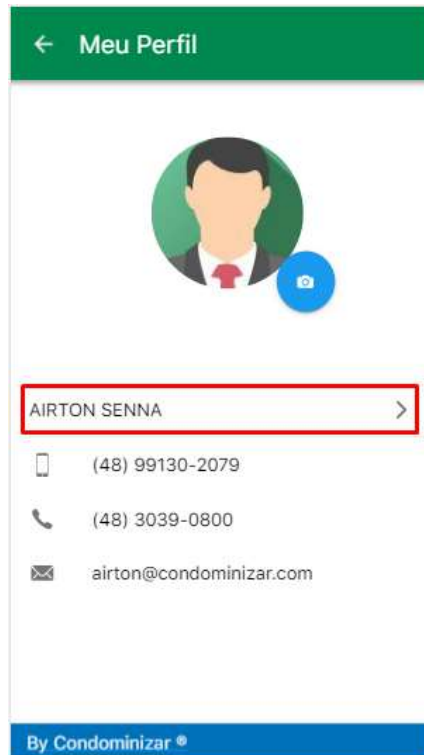 Meu Perfil
AIRTON SENNA
(48) 99130-2079
(48) 3039-0800
airton@condominizar.com
By Condominizar ®